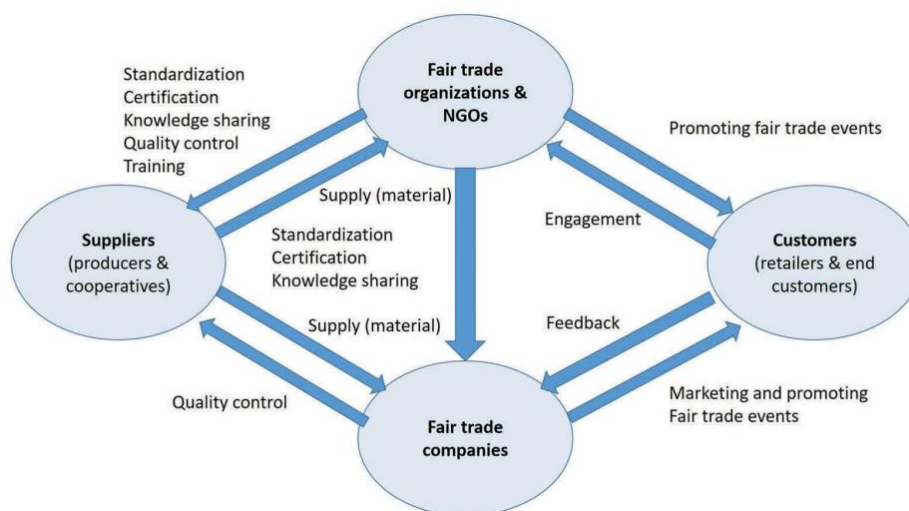 Fair trade
organizations &
NGOs
Standardization
Certification
Knowledge sharing
Quality control
Training
Promoting fair trade events
Supply (material)
Engagement
Suppliers
(producers &
cooperatives)
Standardization
Certification
Knowledge sharing
Customers
(retailers & end
customers)
Supply (material)
Feedback
Quality control
Marketing and promoting
Fair trade events
Fair trade
companies